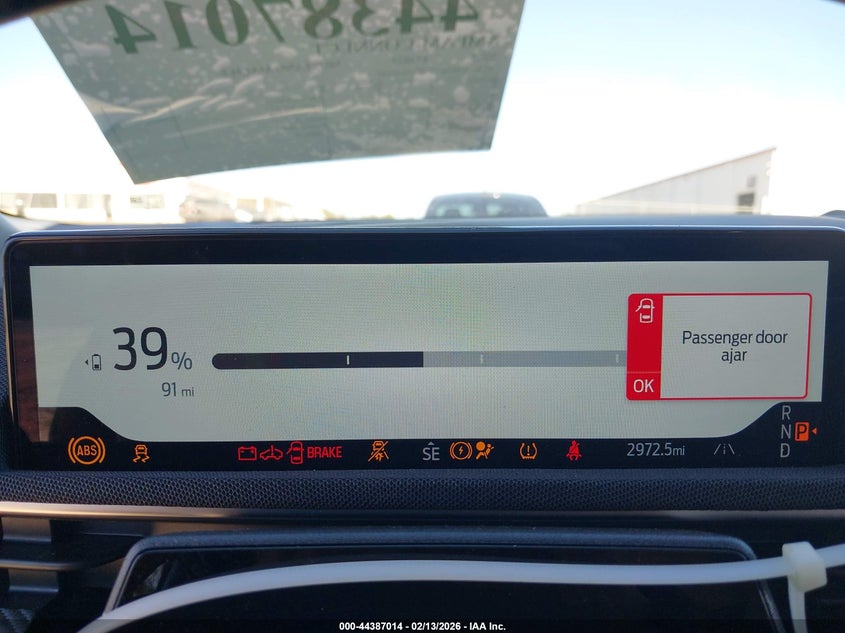 44387014
39%
91 mi
Passenger door
ajar
OK
ABS
BRAKE
SE
2972.5mi
R
N
P
D
000-44387014 - 02/13/2026 - IAA Inc.